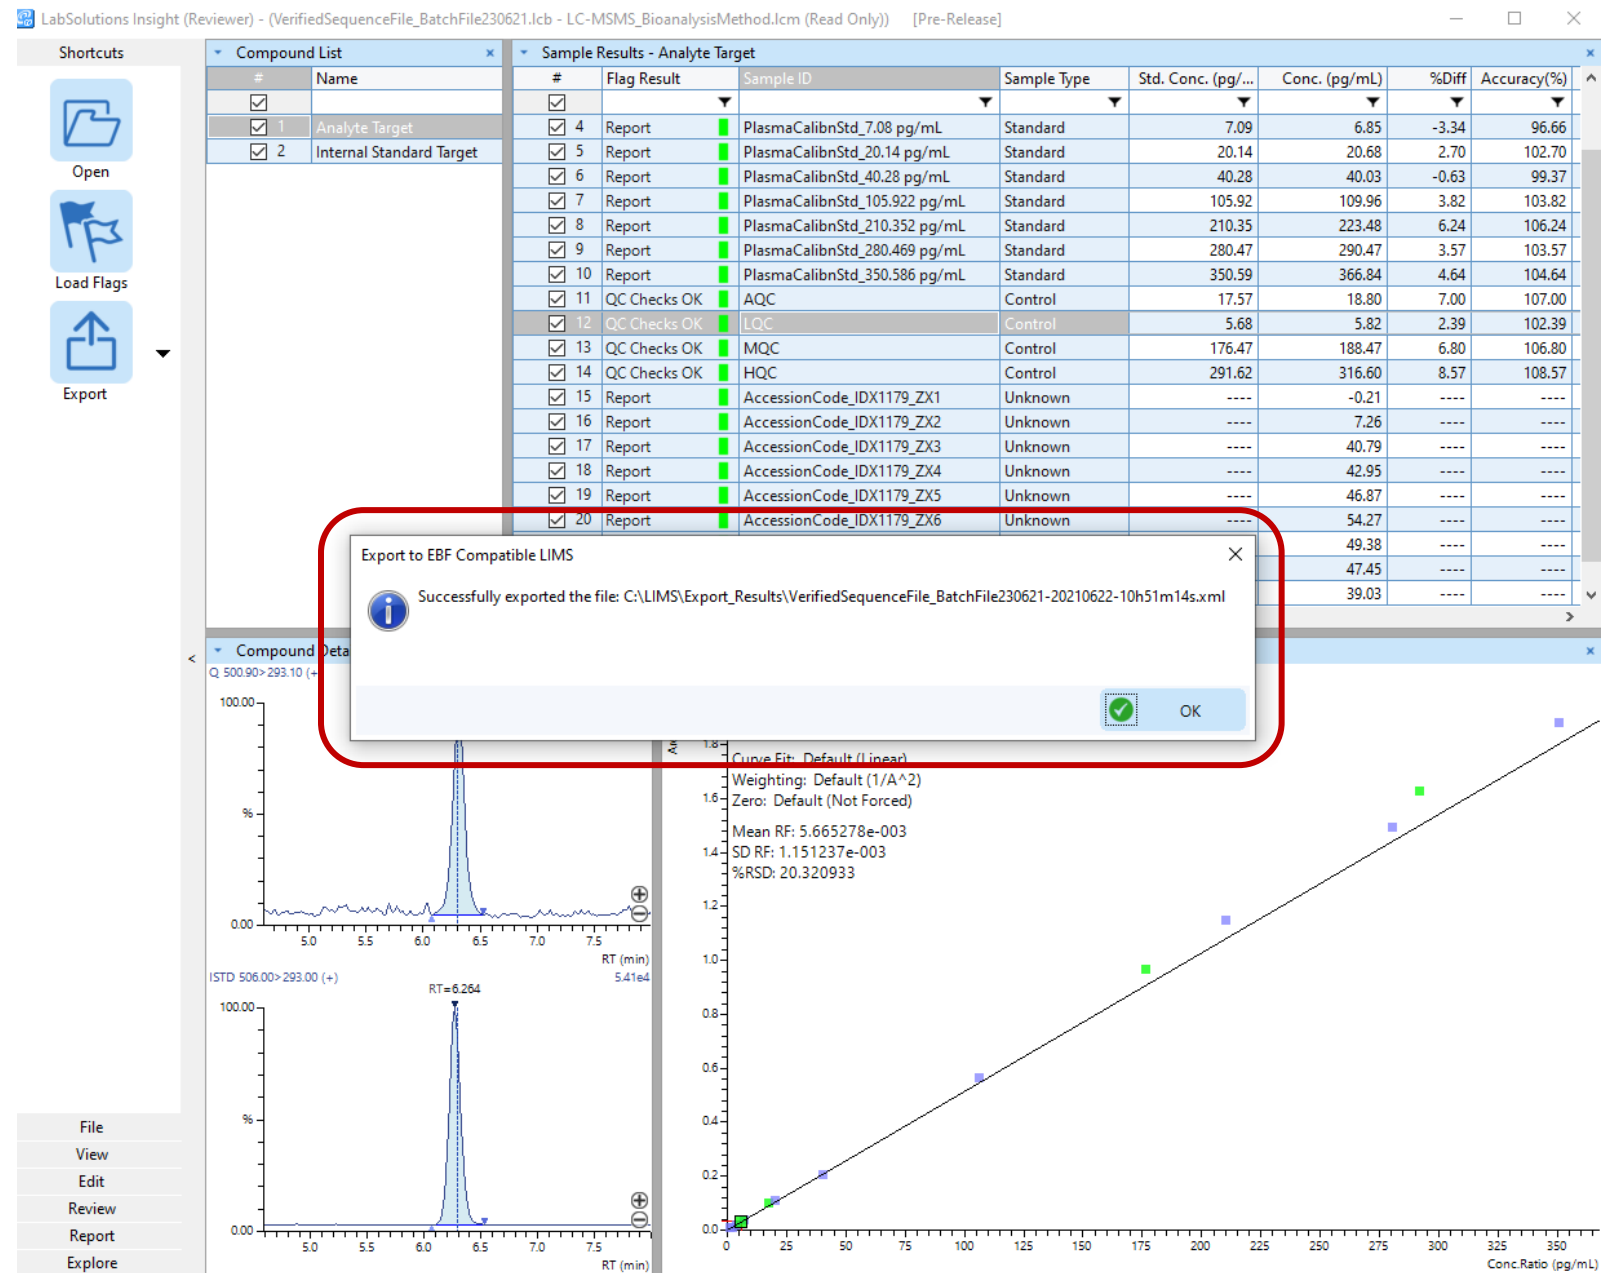 LabSolutions Insight (Reviewer) - (VerifiedSequenceFile_BatchFile230621.lcb - LC-MSMS_BioanalysisMethod.lcm (Read Only)) [Pre-Release]
Shortcuts
Open
Load Flags
Export
File
View
Edit
Review
Report
Explore
Compound List
# Name
1 Analyte Target
2 Internal Standard Target
Sample Results - Analyte Target
# Flag Result Sample ID Sample Type Std. Conc. (pg/... Conc. (pg/mL) %Diff Accuracy(%)
4 Report PlasmaCalibnStd_7.08 pg/mL Standard 7.09 6.85 -3.34 96.66
5 Report PlasmaCalibnStd_20.14 pg/mL Standard 20.14 20.68 2.70 102.70
6 Report PlasmaCalibnStd_40.28 pg/mL Standard 40.28 40.03 -0.63 99.37
7 Report PlasmaCalibnStd_105.922 pg/mL Standard 105.92 109.96 3.82 103.82
8 Report PlasmaCalibnStd_210.352 pg/mL Standard 210.35 223.48 6.24 106.24
9 Report PlasmaCalibnStd_280.469 pg/mL Standard 280.47 290.47 3.57 103.57
10 Report PlasmaCalibnStd_350.586 pg/mL Standard 350.59 366.84 4.64 104.64
11 QC Checks OK AQC Control 17.57 18.80 7.00 107.00
12 QC Checks OK LQC Control 5.68 5.82 2.39 102.39
13 QC Checks OK MQC Control 176.47 188.47 6.80 106.80
14 QC Checks OK HQC Control 291.62 316.60 8.57 108.57
15 Report AccessionCode_IDX1179_ZX1 Unknown ---- -0.21 ---- ----
16 Report AccessionCode_IDX1179_ZX2 Unknown ---- 7.26 ---- ----
17 Report AccessionCode_IDX1179_ZX3 Unknown ---- 40.79 ---- ----
18 Report AccessionCode_IDX1179_ZX4 Unknown ---- 42.95 ---- ----
19 Report AccessionCode_IDX1179_ZX5 Unknown ---- 46.87 ---- ----
20 Report AccessionCode_IDX1179_ZX6 Unknown ---- 54.27 ---- ----
49.38 ---- ----
47.45 ---- ----
39.03 ---- ----
Export to EBF Compatible LIMS
Successfully exported the file: C:\LIMS\Export_Results\VerifiedSequenceFile_BatchFile230621-20210622-10h51m14s.xml
OK
Compound Deta
Q 500.90>293.10 (+
100.00
%
0.00
5.0 5.5 6.0 6.5 7.0 7.5
RT (min)
ISTD 506.00>293.00 (+) 5.41e4
RT=6.264
100.00
%
0.00
5.0 5.5 6.0 6.5 7.0 7.5
RT (min)
Curve Fit: Default (Linear)
Weighting: Default (1/A^2)
Zero: Default (Not Forced)
Mean RF: 5.665278e-003
SD RF: 1.151237e-003
%RSD: 20.320933
1.8
1.6
1.4
1.2
1.0
0.8
0.6
0.4
0.2
0.0
0 25 50 75 100 125 150 175 200 225 250 275 300 325 350
Conc.Ratio (pg/mL)